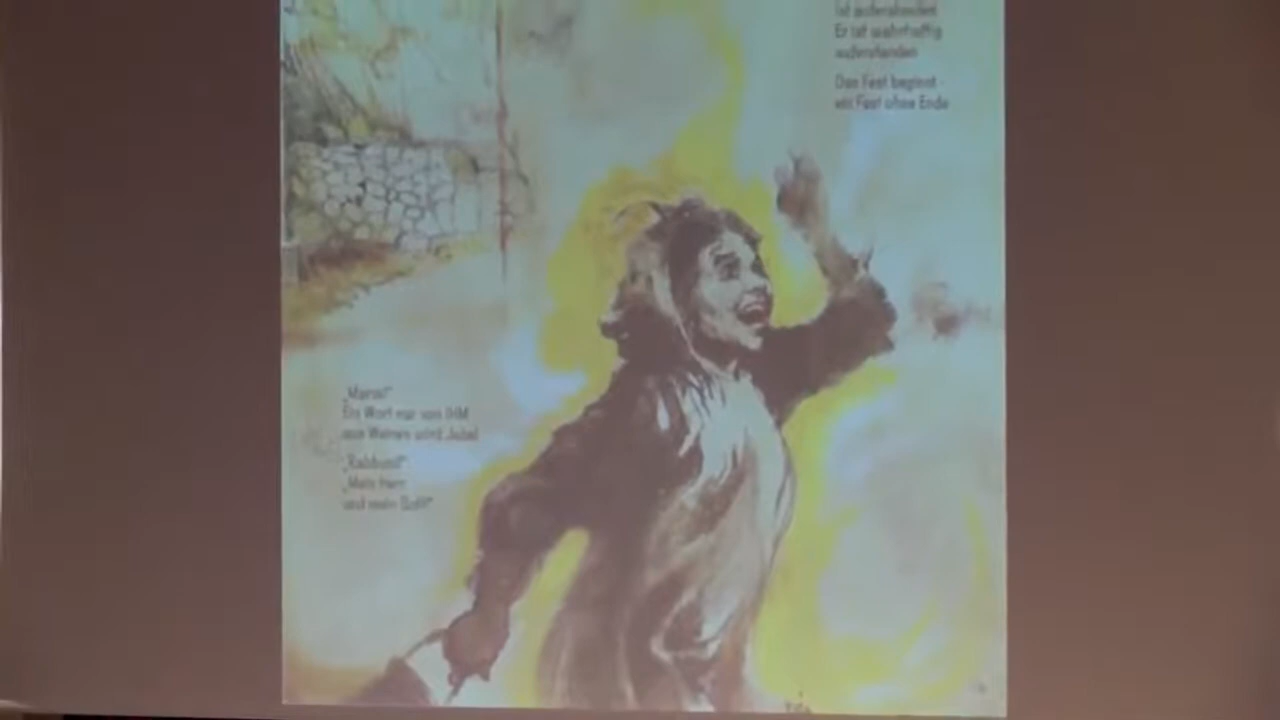 ist auferstanden
Er ist wahrhaftig
auferstanden
Das Fest beginnt -
ein Fest ohne Ende
„Maria!"
Ein Wort nur von IHM
aus Weinen wird Jubel
„Rabbuni!"
„Mein Herr
und mein Gott!"